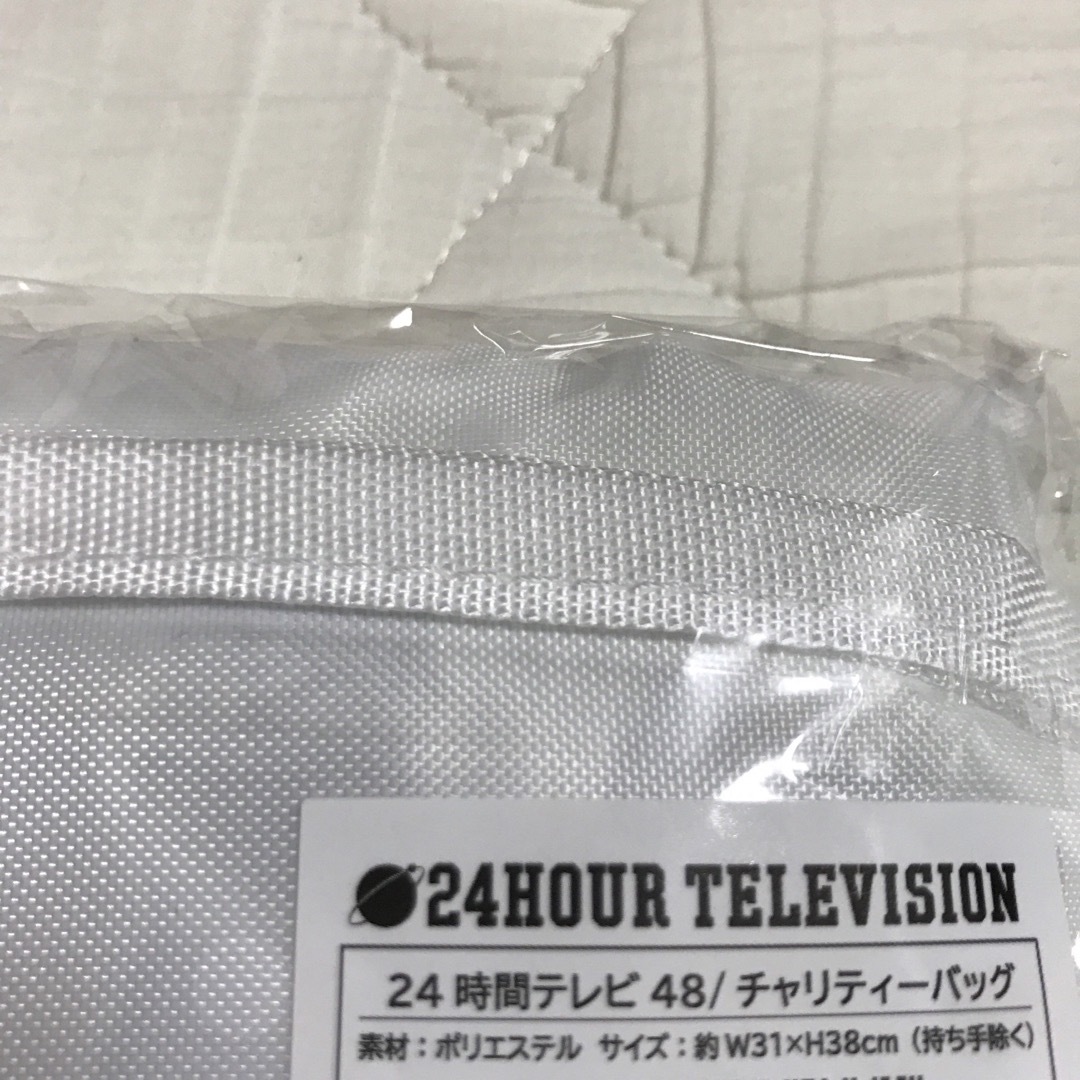 24HOUR TELEVISION
24時間テレビ48/チャリティーバッグ
素材：ポリエステル サイズ：約W31×H38cm（持ち手除く）